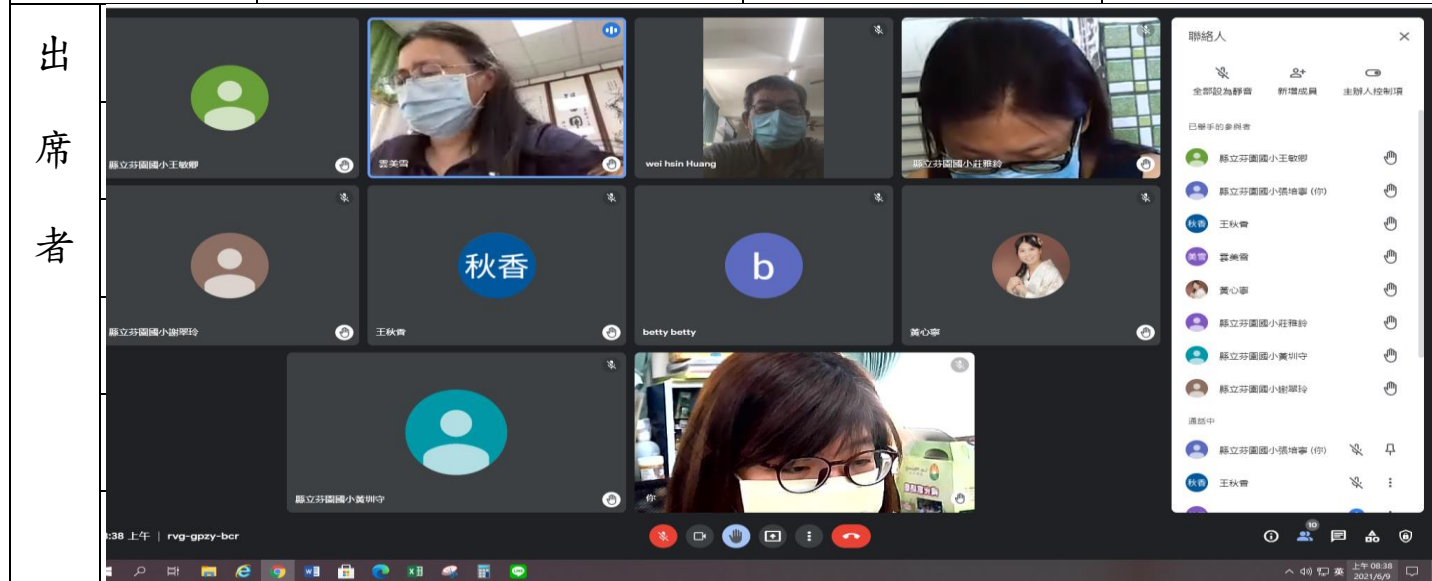 出
席
者
縣立芬園國小王敏卿
雲美雪
wei hsin Huang
縣立芬園國小莊雅鈴
縣立芬園國小謝翠玲
王秋香
秋香
betty betty
b
黃心寧
縣立芬園國小黃圳守
你
:38 上午 | rvg-gpzy-bcr
聯絡人
全部設為靜音 新增成員 主辦人控制項
已舉手的參與者
縣立芬園國小王敏卿
縣立芬園國小張培寧 (你)
秋香 王秋香
美雪 雲美雪
黃心寧
縣立芬園國小莊雅鈴
縣立芬園國小黃圳守
縣立芬園國小謝翠玲
通話中
縣立芬園國小張培寧 (你)
秋香 王秋香
10
英
上午 08:38
2021/6/9